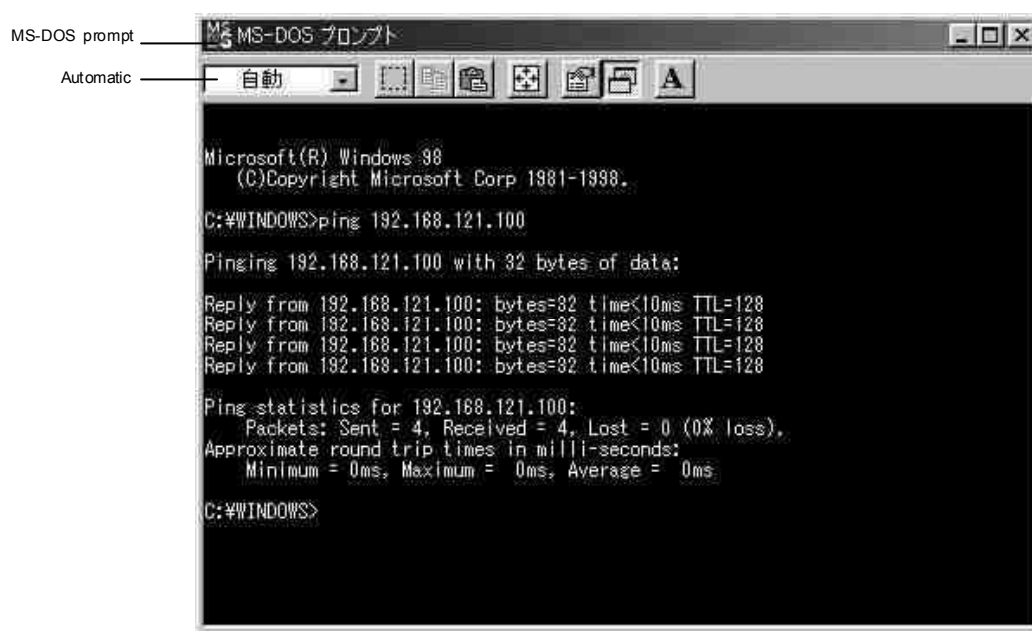 MS-DOS prompt
MS-DOS プロンプト
Automatic
自動
A
Microsoft(R) Windows 98
(C)Copyright Microsoft Corp 1981-1998.
C:¥WINDOWS>ping 192.168.121.100
Pinging 192.168.121.100 with 32 bytes of data:
Reply from 192.168.121.100: bytes=32 time<10ms TTL=128
Reply from 192.168.121.100: bytes=32 time<10ms TTL=128
Reply from 192.168.121.100: bytes=32 time<10ms TTL=128
Reply from 192.168.121.100: bytes=32 time<10ms TTL=128
Ping statistics for 192.168.121.100:
Packets: Sent = 4, Received = 4, Lost = 0 (0% loss),
Approximate round trip times in milli-seconds:
Minimum = 0ms, Maximum =  0ms, Average =  0ms
C:¥WINDOWS>